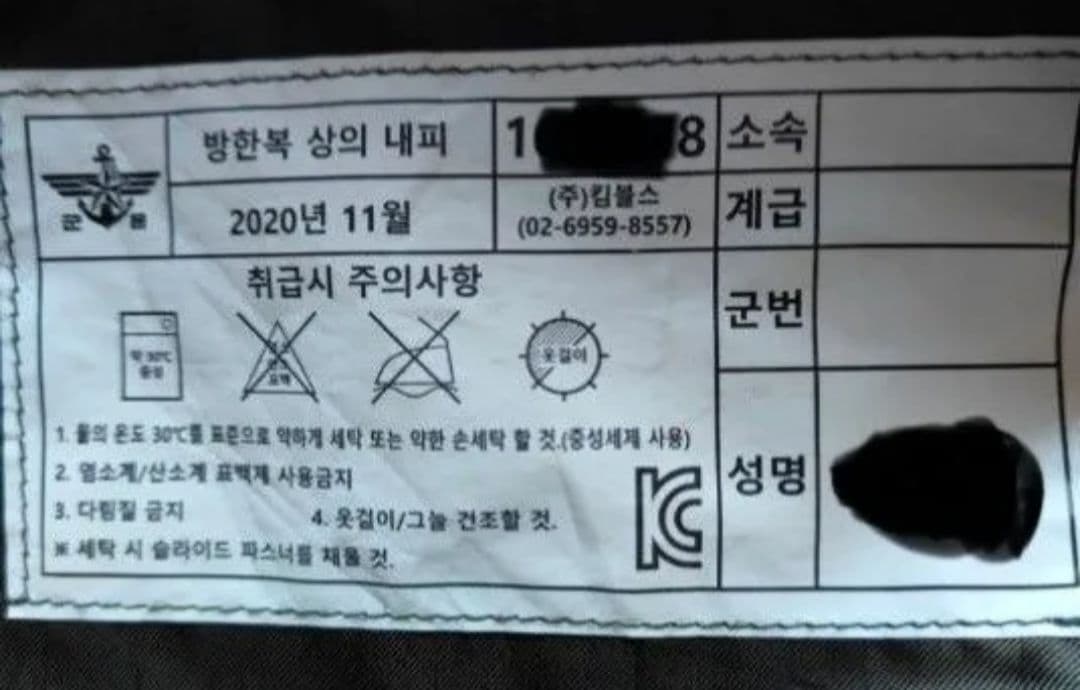 방한복 상의 내피
1 8
소속
군 물
2020년 11월
(주)킴블스
(02-6959-8557)
계급
취급시 주의사항
군번
약 30℃
중성
표백
옷걸이
1. 물의 온도 30℃를 표준으로 약하게 세탁 또는 약한 손세탁 할 것.(중성세제 사용)
2. 염소계/산소계 표백제 사용금지
성명
3. 다림질 금지
4. 옷걸이/그늘 건조할 것.
※ 세탁 시 슬라이드 파스너를 채울 것.
KC